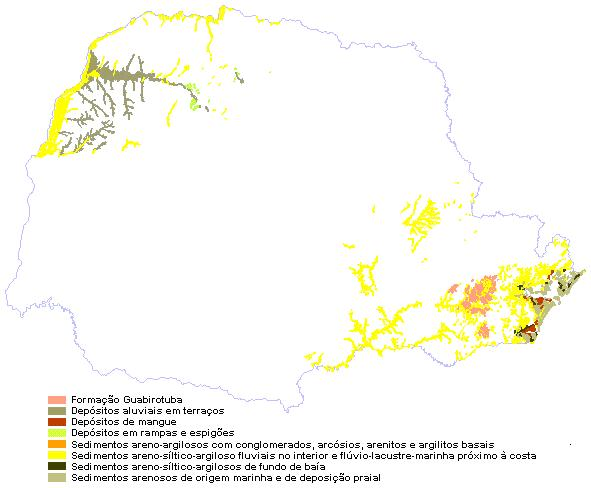 Formação Guabirotuba
Depósitos aluviais em terraços
Depósitos de mangue
Depósitos em rampas e espigões
Sedimentos areno-argilosos com conglomerados, arcósios, arenitos e argilitos basais
Sedimentos areno-síltico-argiloso fluviais no interior e flúvio-lacustre-marinha próximo à costa
Sedimentos areno-síltico-argilosos de fundo de baía
Sedimentos arenosos de origem marinha e de deposição praial